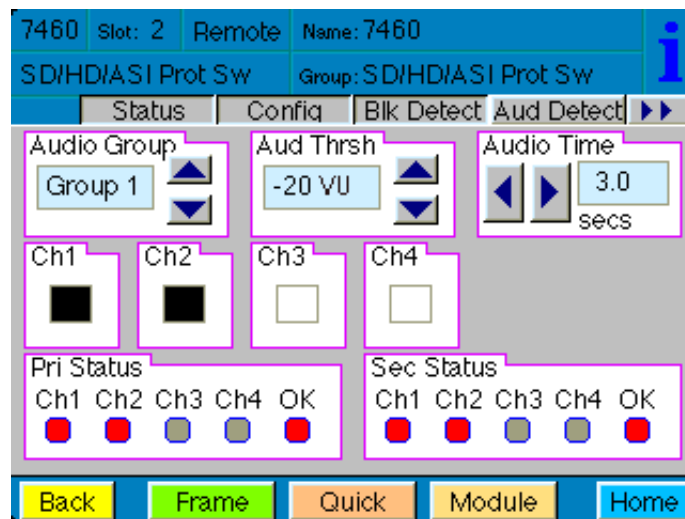 7460 Slot: 2 Remote Name: 7460
SD/HD/ASI Prot Sw Group: SD/HD/ASI Prot Sw
i
Status Config Blk Detect Aud Detect
Audio Group Aud Thrsh Audio Time
Group 1 -20 VU 3.0
secs
Ch1 Ch2 Ch3 Ch4
Pri Status Sec Status
Ch1 Ch2 Ch3 Ch4 OK Ch1 Ch2 Ch3 Ch4 OK
Back Frame Quick Module Home